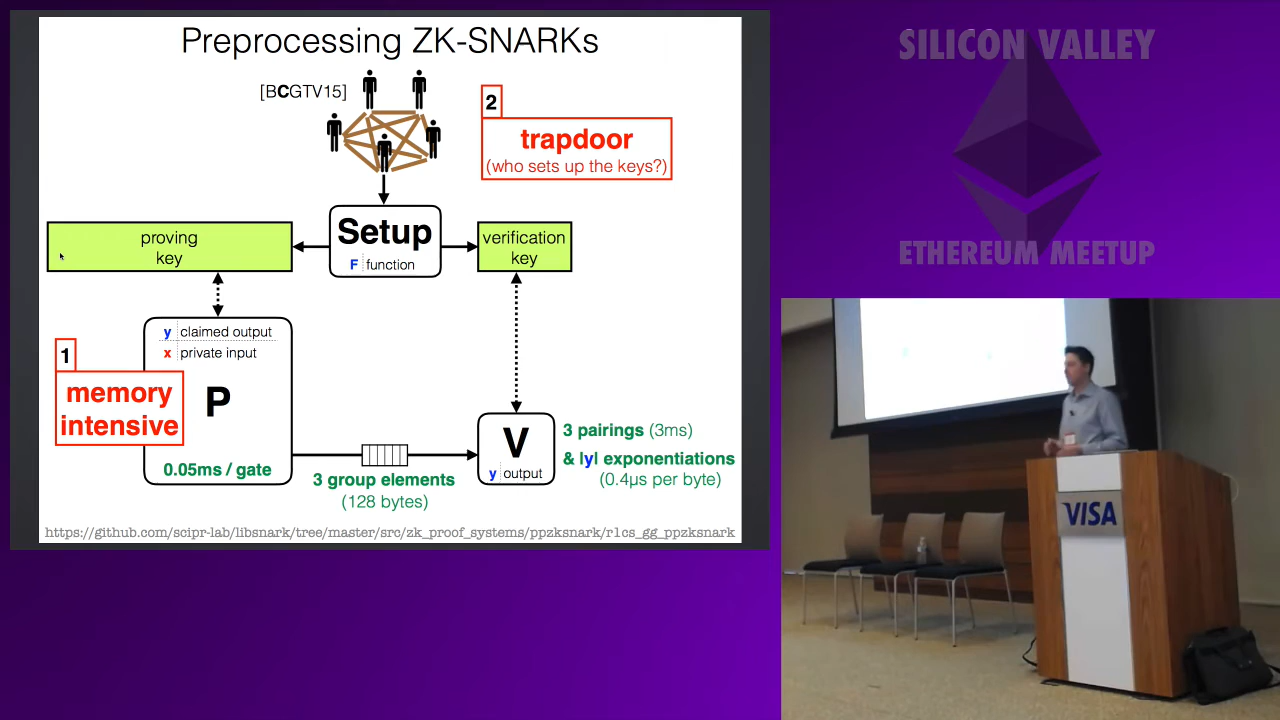 Preprocessing ZK-SNARKs
[BCGTV15]
2
trapdoor
(who sets up the keys?)
proving
key
Setup
F function
verification
key
y claimed output
x private input
1
memory
intensive
P
0.05ms / gate
3 group elements
(128 bytes)
V
y output
3 pairings (3ms)
& |y| exponentiations
(0.4µs per byte)
https://github.com/scipr-lab/libsnark/tree/master/src/zk_proof_systems/ppzksnark/r1cs_gg_ppzksnark
SILICON VALLEY
ETHEREUM MEETUP
VISA